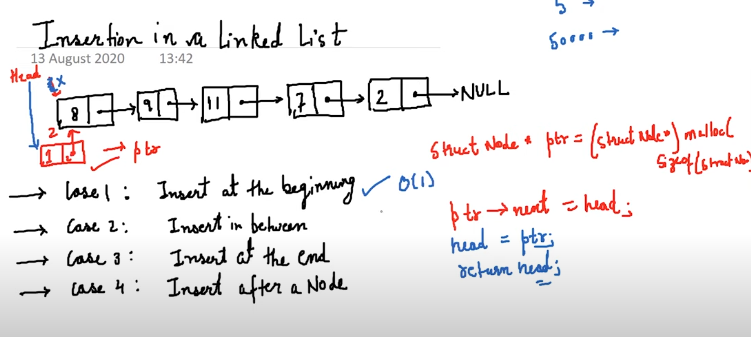 5 →
50000 →
Insertion in a Linked List
13 August 2020 13:42
Head
8 9 11 7 2 → NULL
2
1 → ptr
Struct Node * ptr = (Struct Node*) malloc(
Sizeof(Struct Node)
→ Case 1 : Insert at the beginning ✓ O(1)
ptr → next = head;
→ Case 2: Insert in between
head = ptr;
→ Case 3 : Insert at the end
return head;
→ Case 4 : Insert after a Node